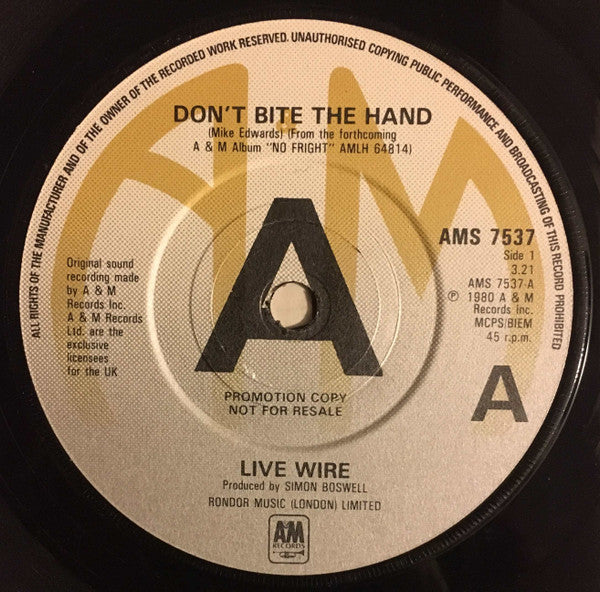 ALL RIGHTS OF THE MANUFACTURER AND OF THE OWNER OF THE RECORDED WORK RESERVED. UNAUTHORISED COPYING PUBLIC PERFORMANCE AND BROADCASTING OF THIS RECORD PROHIBITED
A&M
DON'T BITE THE HAND
(Mike Edwards) (From the forthcoming
A & M Album "NO FRIGHT" AMLH 64814)
A
AMS 7537
Side 1
3.21
AMS 7537-A
℗ 1980 A & M
Records inc.
MCPS/BIEM
45 r.p.m.
Original sound
recording made
by A & M
Records Inc.
A & M Records
Ltd. are the
exclusive
licensees
for the UK
A
PROMOTION COPY
NOT FOR RESALE
LIVE WIRE
Produced by SIMON BOSWELL
RONDOR MUSIC (LONDON) LIMITED
A&M
RECORDS